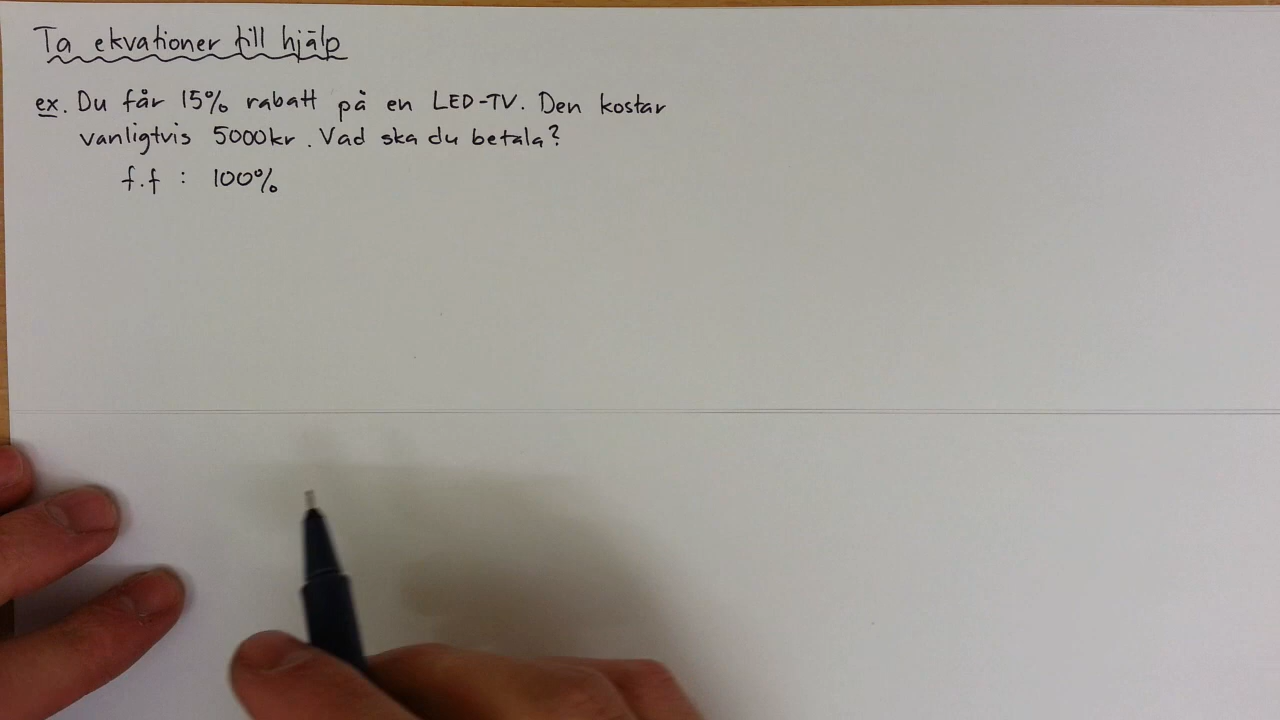 Ta ekvationer till hjälp
ex. Du får 15% rabatt på en LED-TV. Den kostar
vanligtvis 5000kr. Vad ska du betala?
f.f : 100%